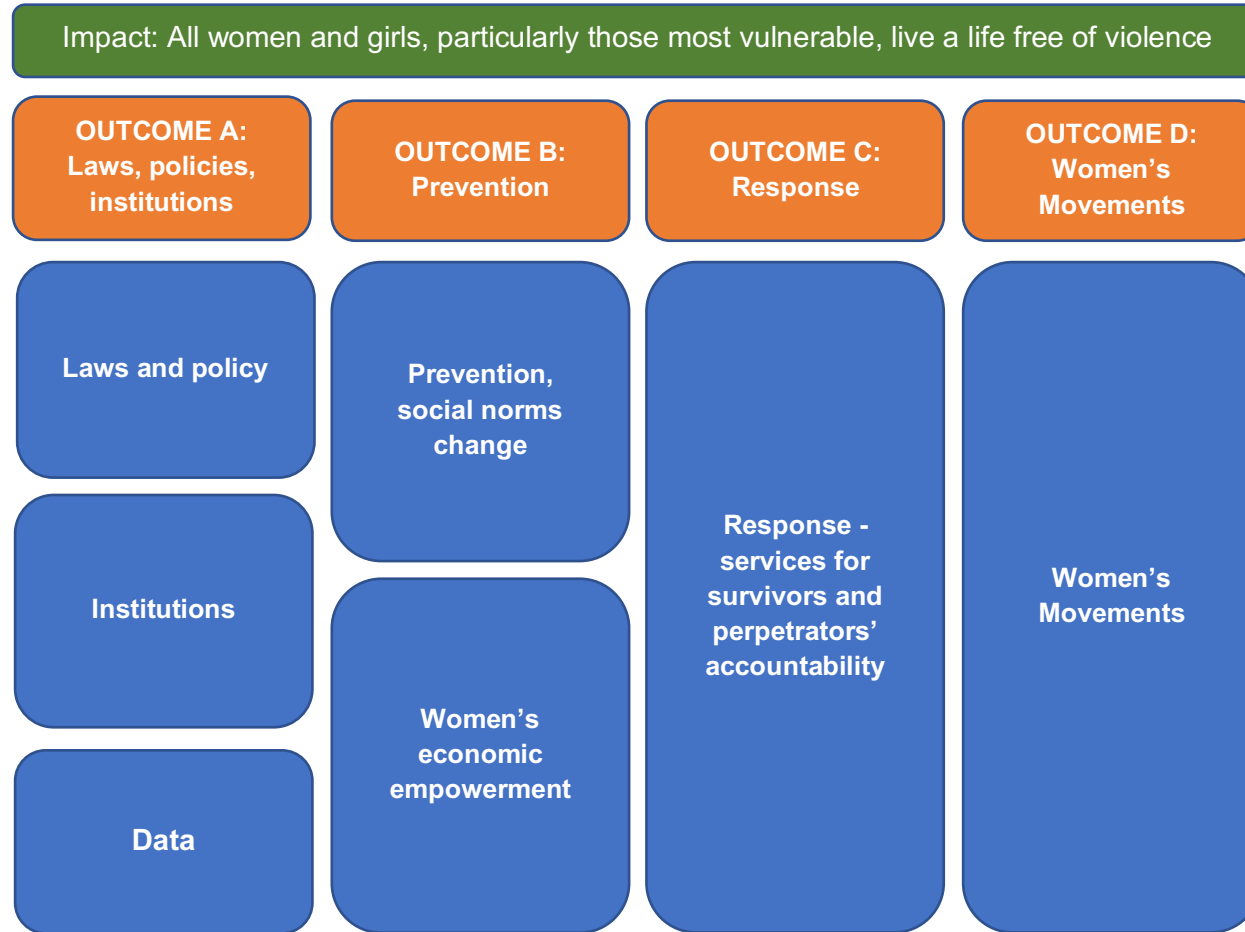 Impact: All women and girls, particularly those most vulnerable, live a life free of violence
OUTCOME A:
Laws, policies,
institutions
OUTCOME B:
Prevention
OUTCOME C:
Response
OUTCOME D:
Women’s
Movements
Laws and policy
Institutions
Data
Prevention,
social norms
change
Women’s
economic
empowerment
Response -
services for
survivors and
perpetrators’
accountability
Women’s
Movements